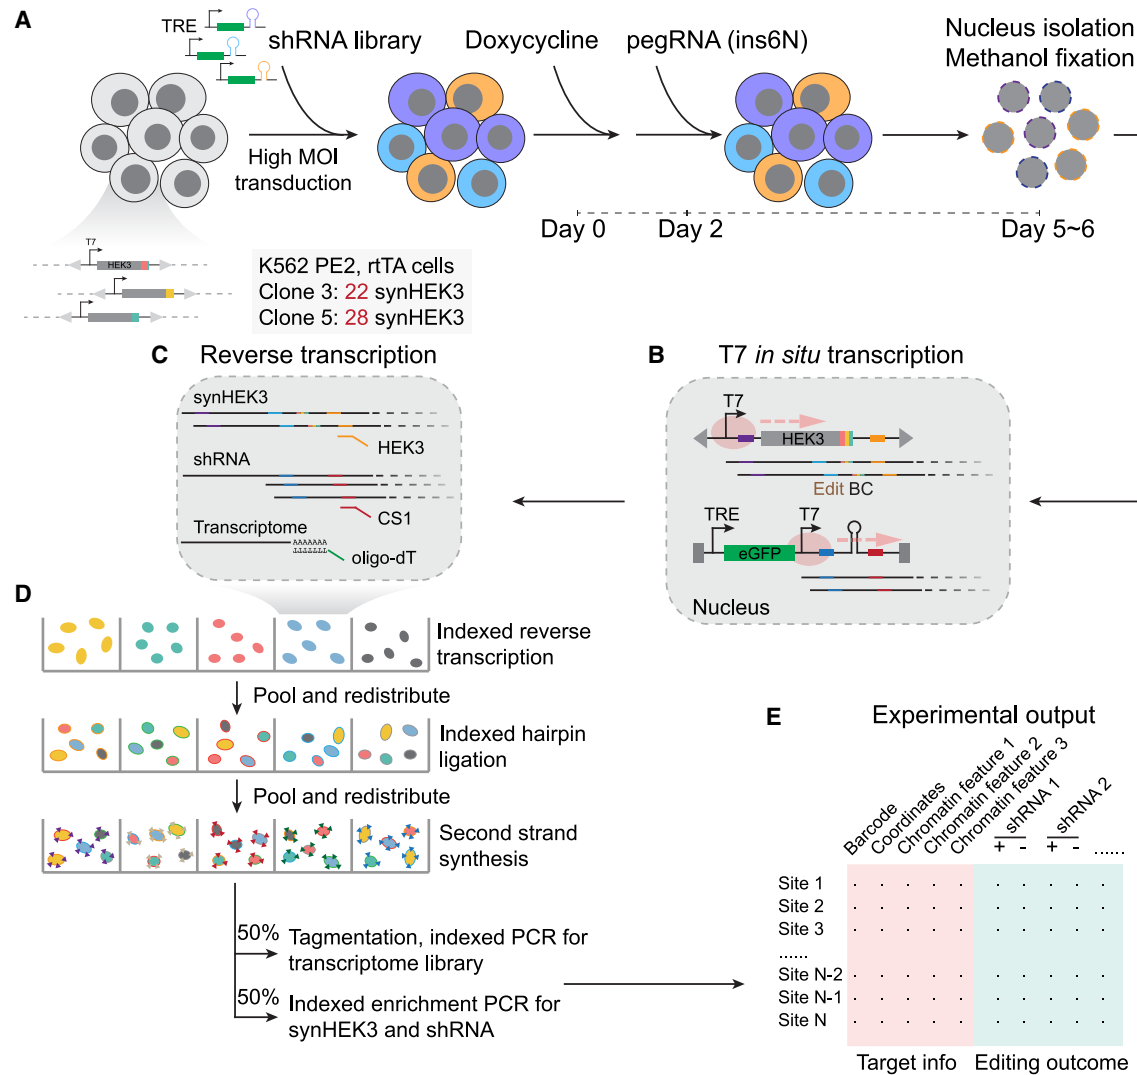 A
TRE
shRNA library
High MOI
transduction
Doxycycline
pegRNA (ins6N)
Nucleus isolation
Methanol fixation
Day 0
Day 2
Day 5~6
T7
HEK3
K562 PE2, rtTA cells
Clone 3: 22 synHEK3
Clone 5: 28 synHEK3
C
Reverse transcription
synHEK3
HEK3
shRNA
CS1
Transcriptome
AAAAAAA
TTTTTTT
oligo-dT
B
T7 in situ transcription
T7
HEK3
Edit BC
TRE
T7
eGFP
Nucleus
D
Indexed reverse
transcription
Pool and redistribute
Indexed hairpin
ligation
Pool and redistribute
Second strand
synthesis
50%
Tagmentation, indexed PCR for
transcriptome library
50%
Indexed enrichment PCR for
synHEK3 and shRNA
E
Experimental output
Barcode
Coordinates
Chromatin feature 1
Chromatin feature 2
Chromatin feature 3
shRNA 1
shRNA 2
+ - + - ......
Site 1
Site 2
Site 3
......
Site N-2
Site N-1
Site N
Target info
Editing outcome